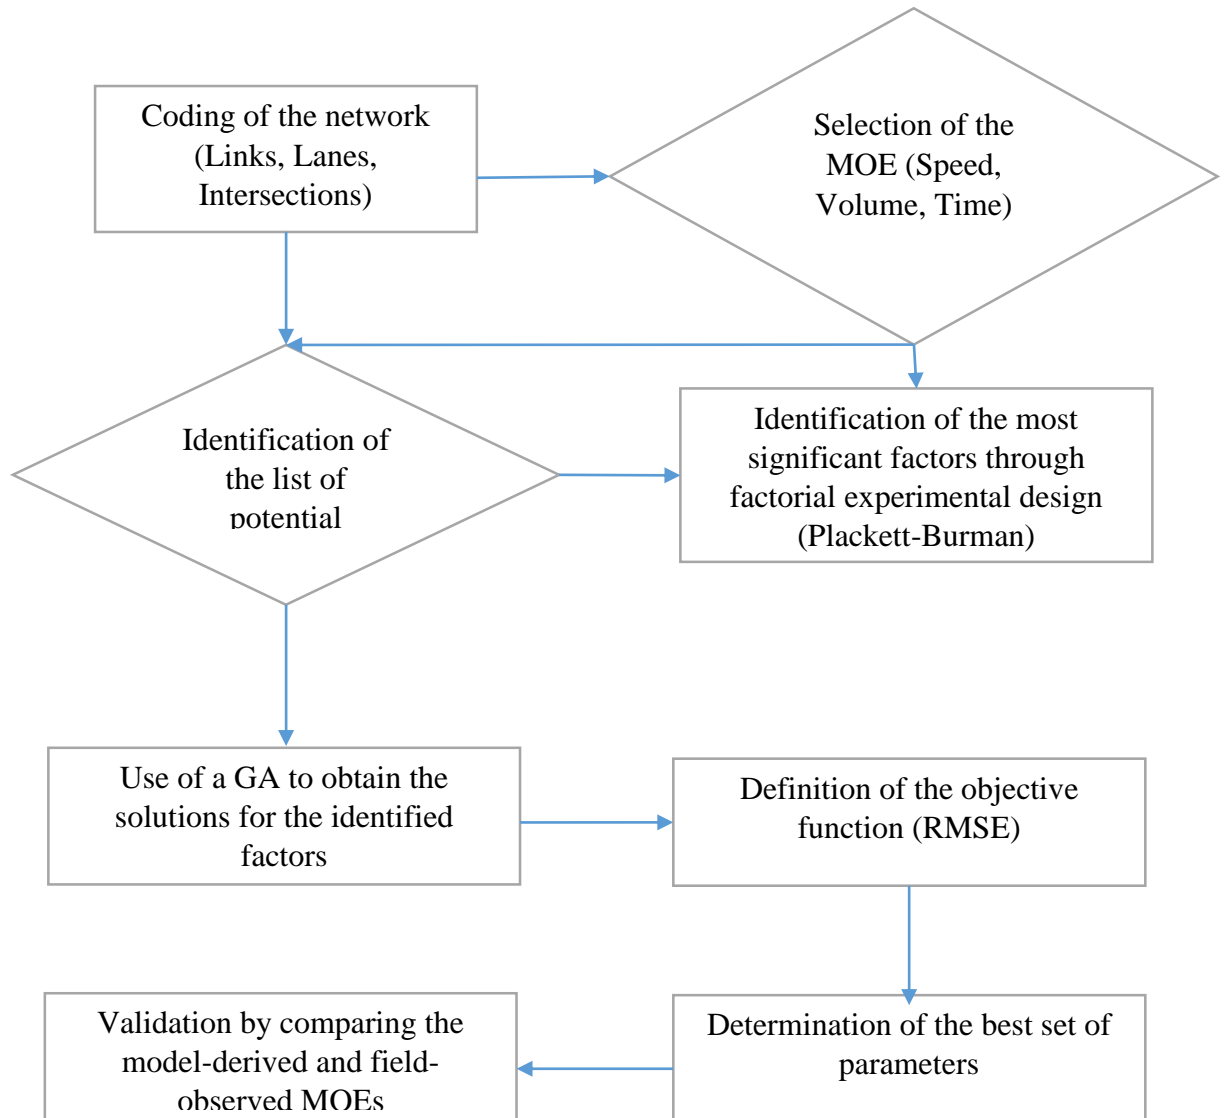 Coding of the network
(Links, Lanes,
Intersections)
Selection of the
MOE (Speed,
Volume, Time)
Identification of
the list of
potential
Identification of the most
significant factors through
factorial experimental design
(Plackett-Burman)
Use of a GA to obtain the
solutions for the identified
factors
Definition of the objective
function (RMSE)
Validation by comparing the
model-derived and field-
observed MOEs
Determination of the best set of
parameters